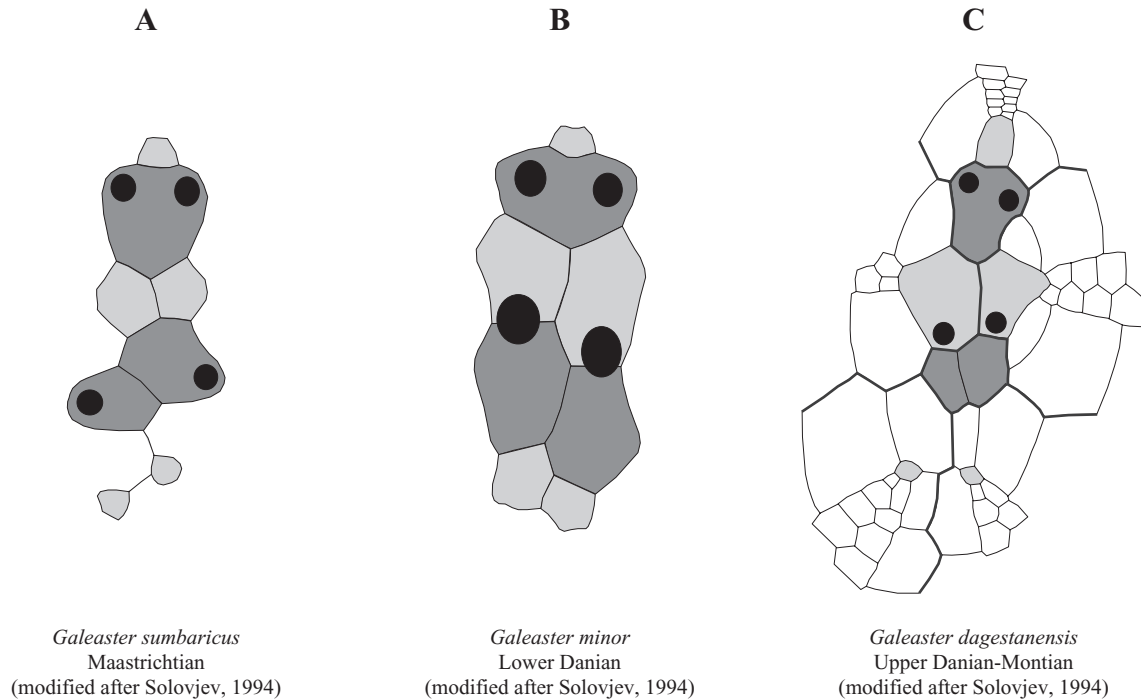 A
B
C
Galeaster sumbaricus
Maastrichtian
(modified after Solovjev, 1994)
Galeaster minor
Lower Danian
(modified after Solovjev, 1994)
Galeaster dagestanensis
Upper Danian-Montian
(modified after Solovjev, 1994)